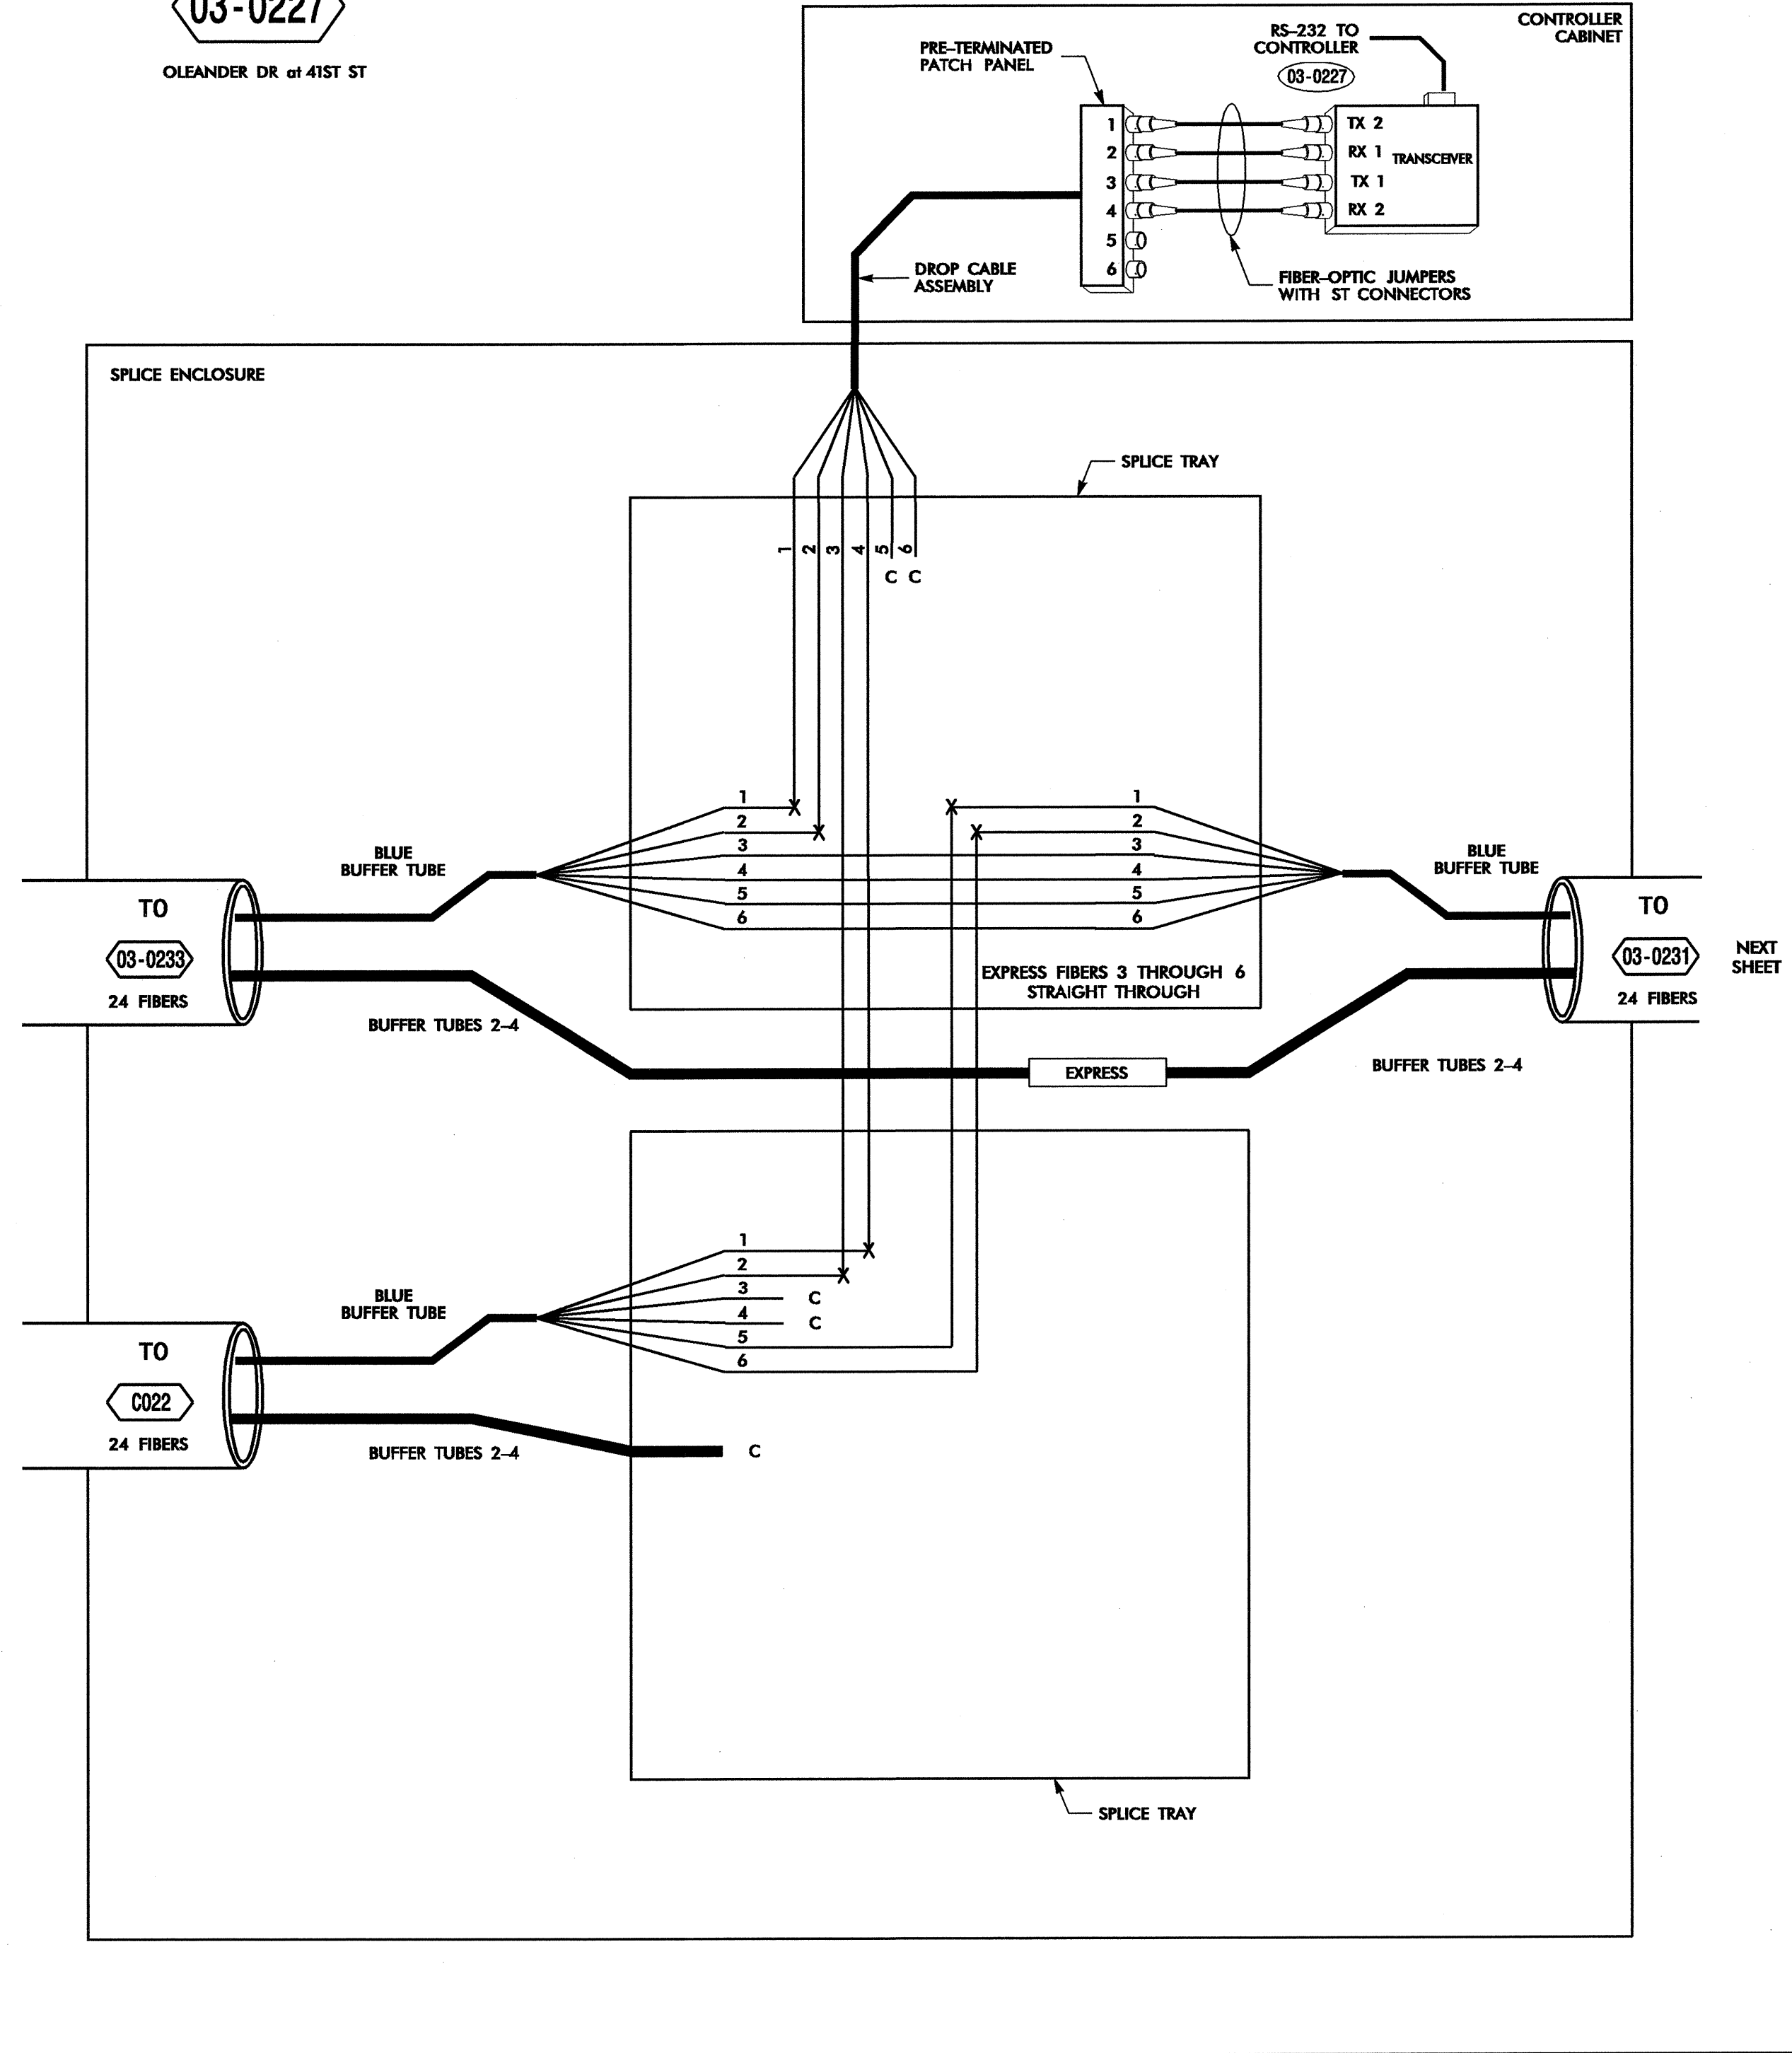 03-0227
OLEANDER DR at 41ST ST
CONTROLLER
CABINET
RS-232 TO
CONTROLLER
03-0227
PRE-TERMINATED
PATCH PANEL
1
2
3
4
5
6
TX 2
RX 1
TX 1
RX 2
TRANSCEIVER
DROP CABLE
ASSEMBLY
FIBER-OPTIC JUMPERS
WITH ST CONNECTORS
SPLICE ENCLOSURE
SPLICE TRAY
1 2 3 4 5 6
C C
1
2
3
4
5
6
1
2
3
4
5
6
BLUE
BUFFER TUBE
BLUE
BUFFER TUBE
TO
03-0233
24 FIBERS
TO
03-0231
24 FIBERS
NEXT
SHEET
EXPRESS FIBERS 3 THROUGH 6
STRAIGHT THROUGH
BUFFER TUBES 2-4
EXPRESS
BUFFER TUBES 2-4
1
2
3 C
4 C
5
6
BLUE
BUFFER TUBE
TO
C022
24 FIBERS
BUFFER TUBES 2-4
C
SPLICE TRAY